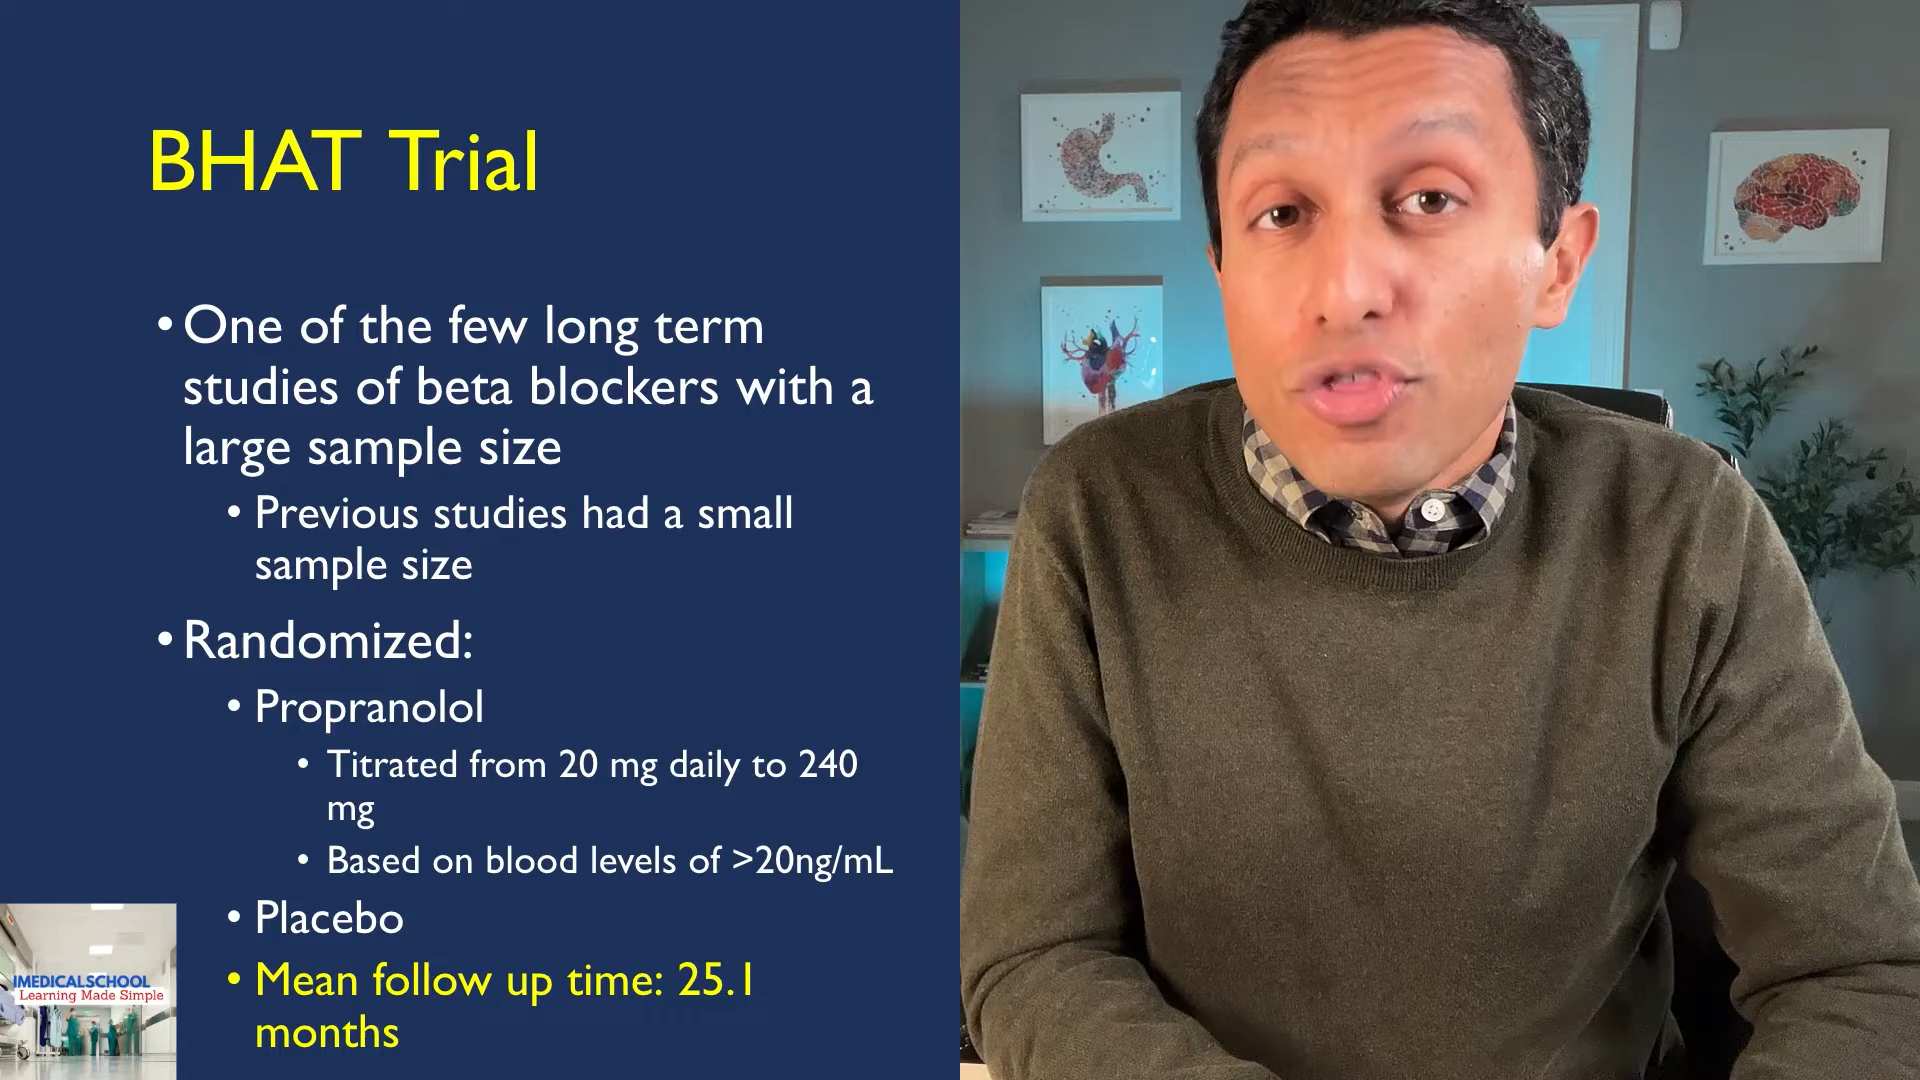 BHAT Trial
•One of the few long term
studies of beta blockers with a
large sample size
• Previous studies had a small
sample size
•Randomized:
• Propranolol
• Titrated from 20 mg daily to 240
mg
• Based on blood levels of >20ng/mL
• Placebo
• Mean follow up time: 25.1
months
IMEDICALSCHOOL
Learning Made Simple